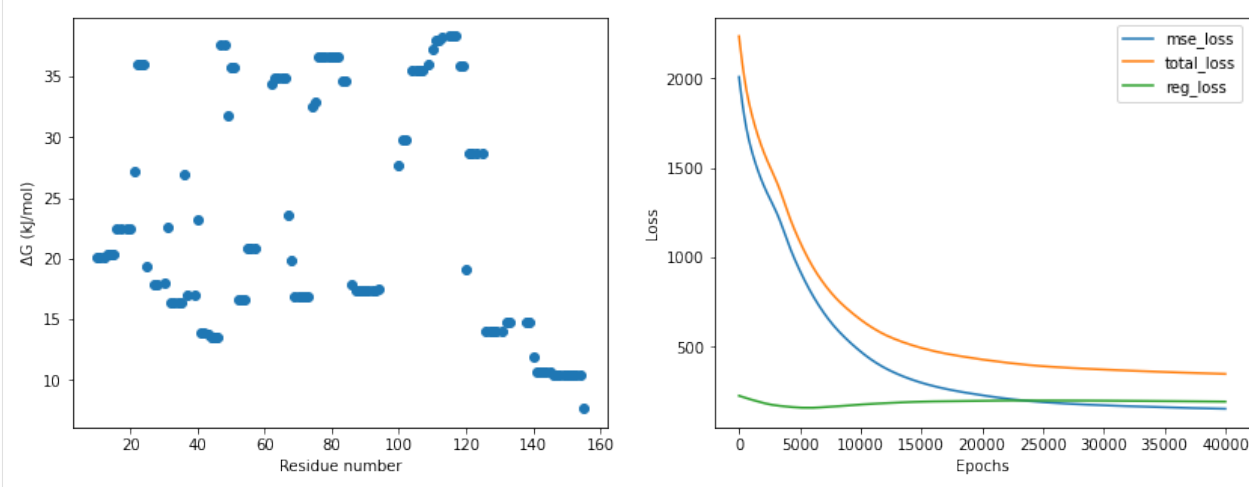 35
30
25
20
15
10
ΔG (kJ/mol)
20 40 60 80 100 120 140 160
Residue number
mse_loss
total_loss
reg_loss
2000
1500
1000
500
Loss
0 5000 10000 15000 20000 25000 30000 35000 40000
Epochs